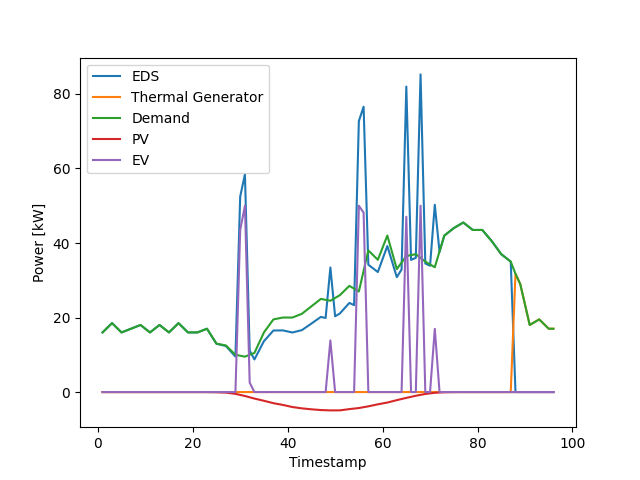 EDS
Thermal Generator
Demand
PV
EV
Power [kW]
80
60
40
20
0
0 20 40 60 80 100
Timestamp